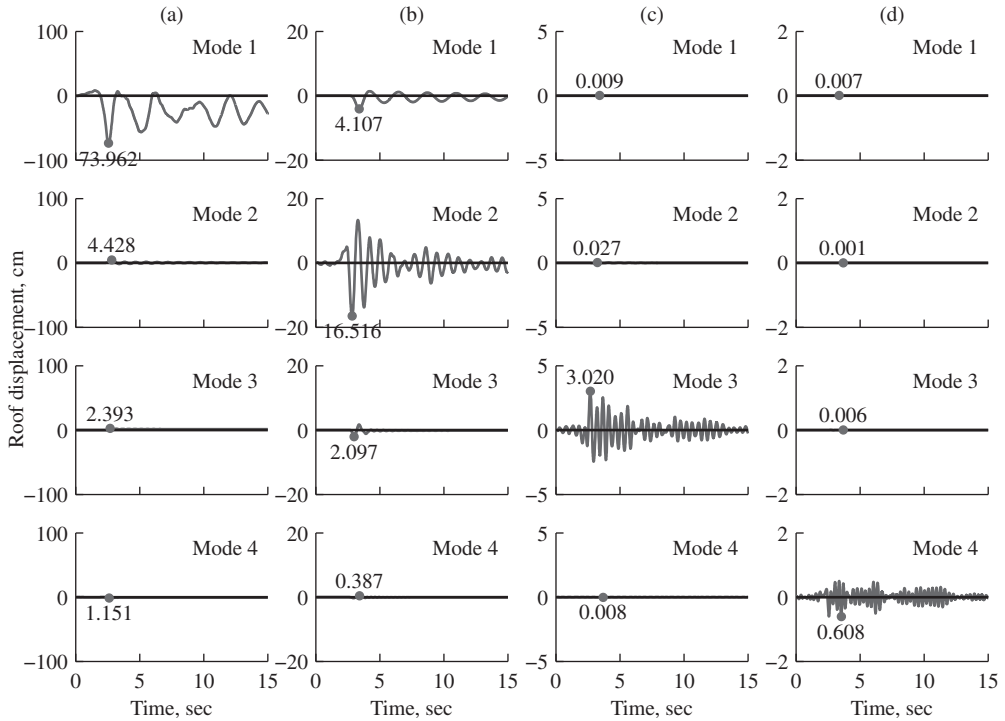 (a) (b) (c) (d)
100 20 5 2
Mode 1 Mode 1 Mode 1 Mode 1
0.009 0.007
0 0 0 0
4.107
73.962
−100 −20 −5 −2
100 20 5 2
Mode 2 Mode 2 Mode 2 Mode 2
4.428 0.027 0.001
0 0 0 0
16.516
−100 −20 −5 −2
Roof displacement, cm
100 20 5 2
Mode 3 Mode 3 3.020 Mode 3 Mode 3
2.393 0.006
0 0 0 0
2.097
−100 −20 −5 −2
100 20 5 2
Mode 4 Mode 4 Mode 4 Mode 4
0.387
0 0 0 0
1.151 0.008 0.608
−100 −20 −5 −2
0 5 10 15 0 5 10 15 0 5 10 15 0 5 10 15
Time, sec Time, sec Time, sec Time, sec